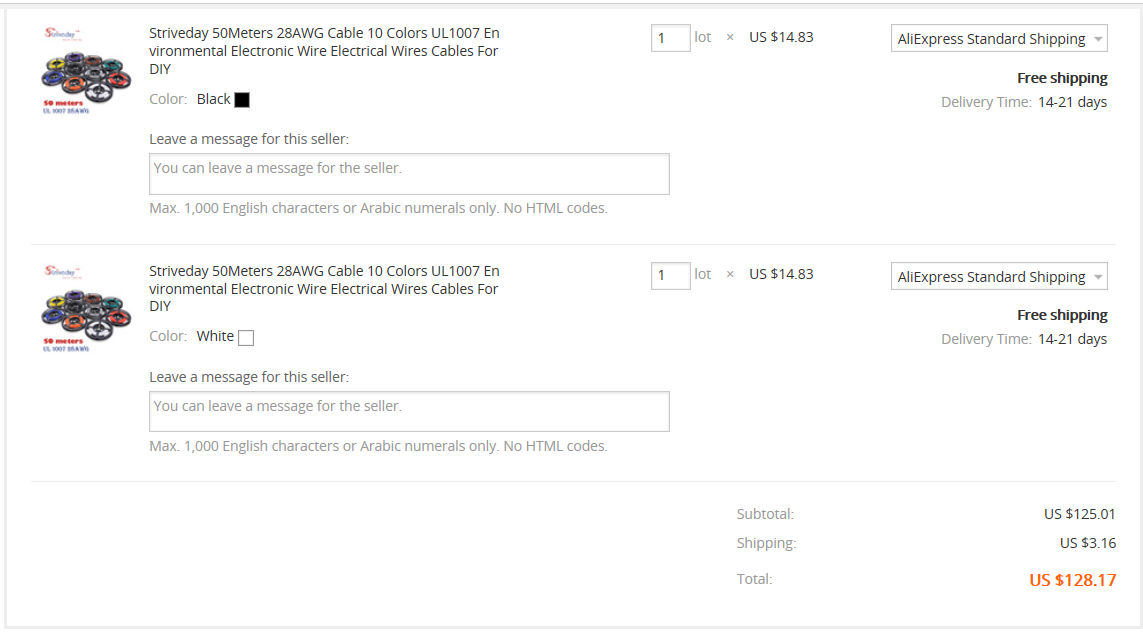 Striveday
Striveday 50Meters 28AWG Cable 10 Colors UL1007 En
vironmental Electronic Wire Electrical Wires Cables For
DIY
Color: Black
50 meters
UL 1007 28AWG
1 lot × US $14.83
AliExpress Standard Shipping
Free shipping
Delivery Time: 14-21 days
Leave a message for this seller:
You can leave a message for the seller.
Max. 1,000 English characters or Arabic numerals only. No HTML codes.
Striveday
Striveday 50Meters 28AWG Cable 10 Colors UL1007 En
vironmental Electronic Wire Electrical Wires Cables For
DIY
Color: White
50 meters
UL 1007 28AWG
1 lot × US $14.83
AliExpress Standard Shipping
Free shipping
Delivery Time: 14-21 days
Leave a message for this seller:
You can leave a message for the seller.
Max. 1,000 English characters or Arabic numerals only. No HTML codes.
Subtotal: US $125.01
Shipping: US $3.16
Total: US $128.17